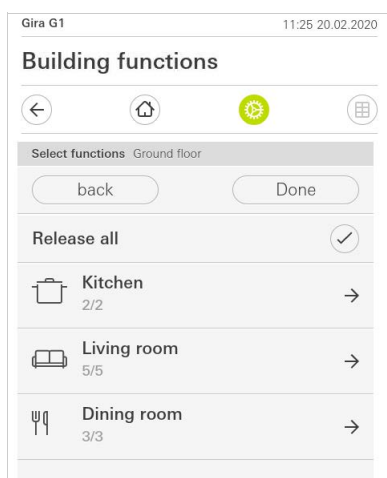 Gira G1 11:25 20.02.2020
Building functions
Select functions Ground floor
back Done
Release all
Kitchen
2/2
Living room
5/5
Dining room
3/3